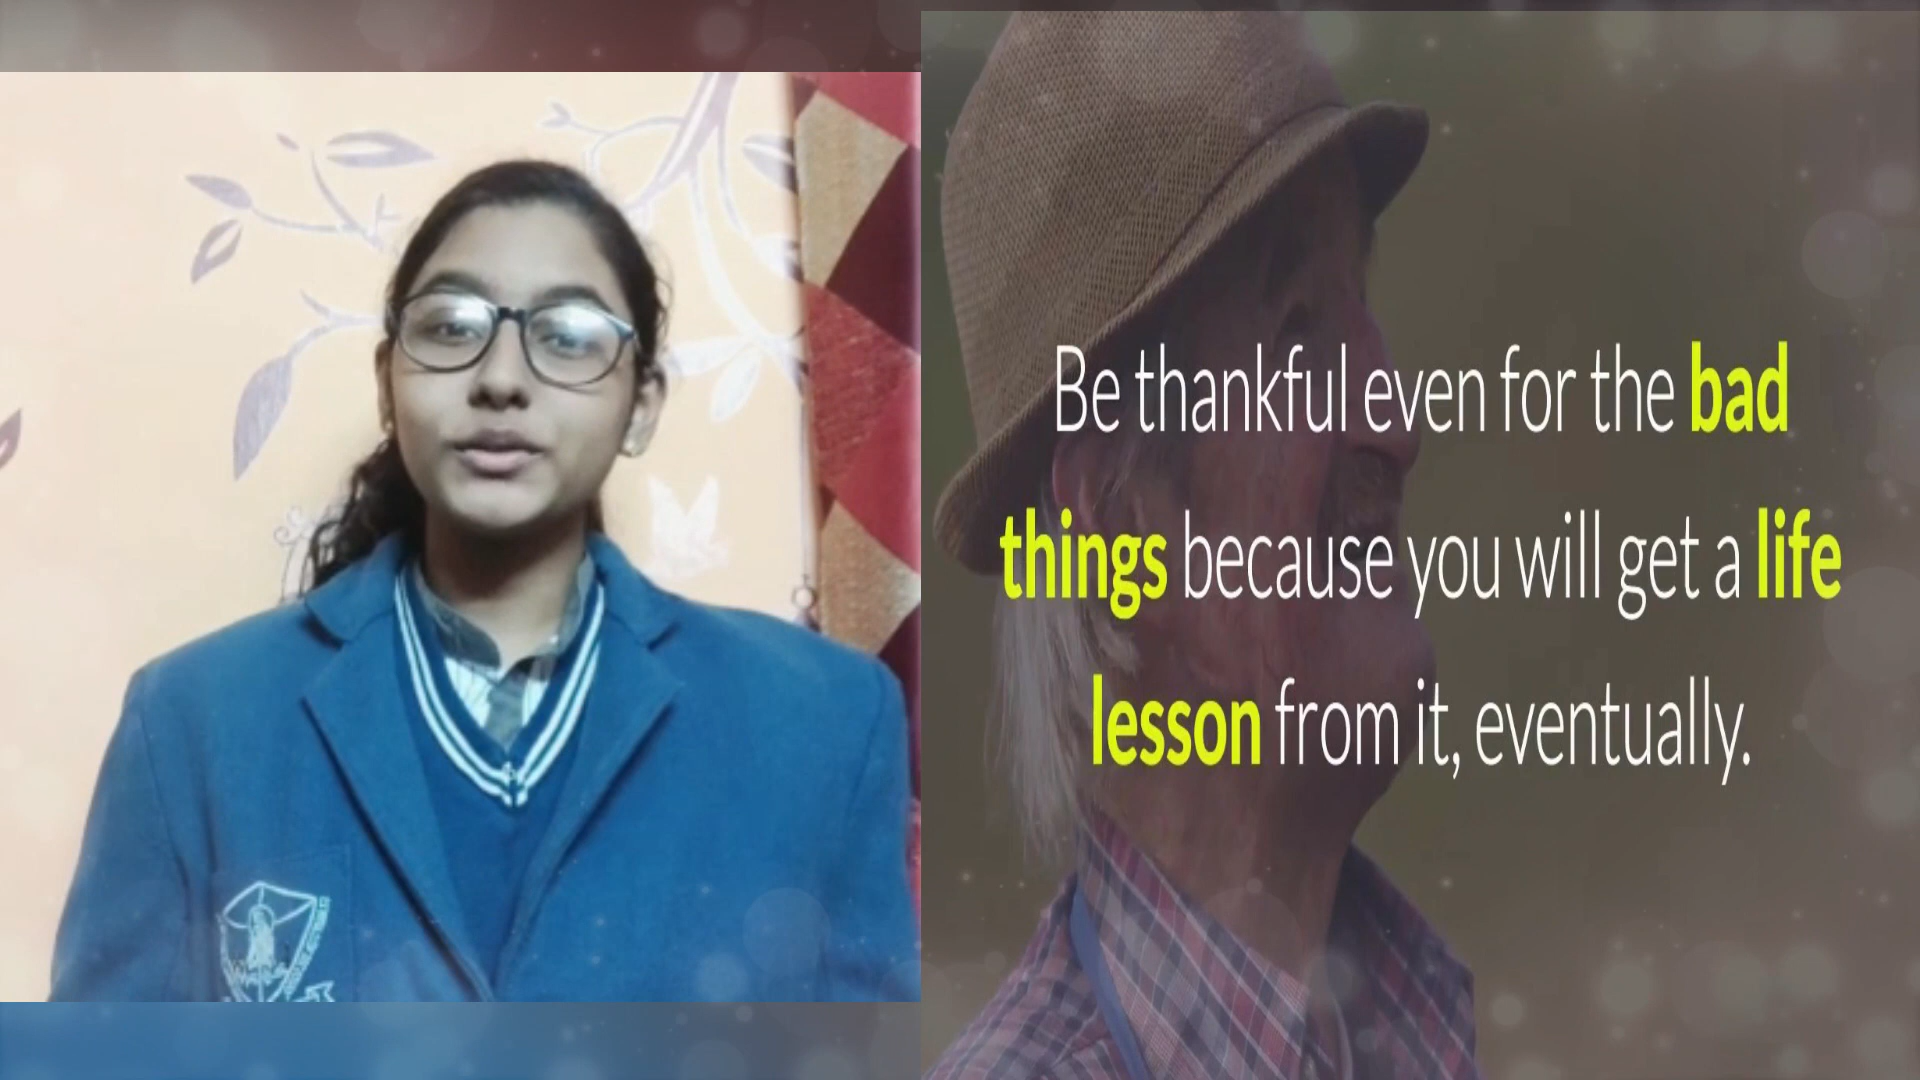 Be thankful even for the bad
things because you will get a life
lesson from it, eventually.